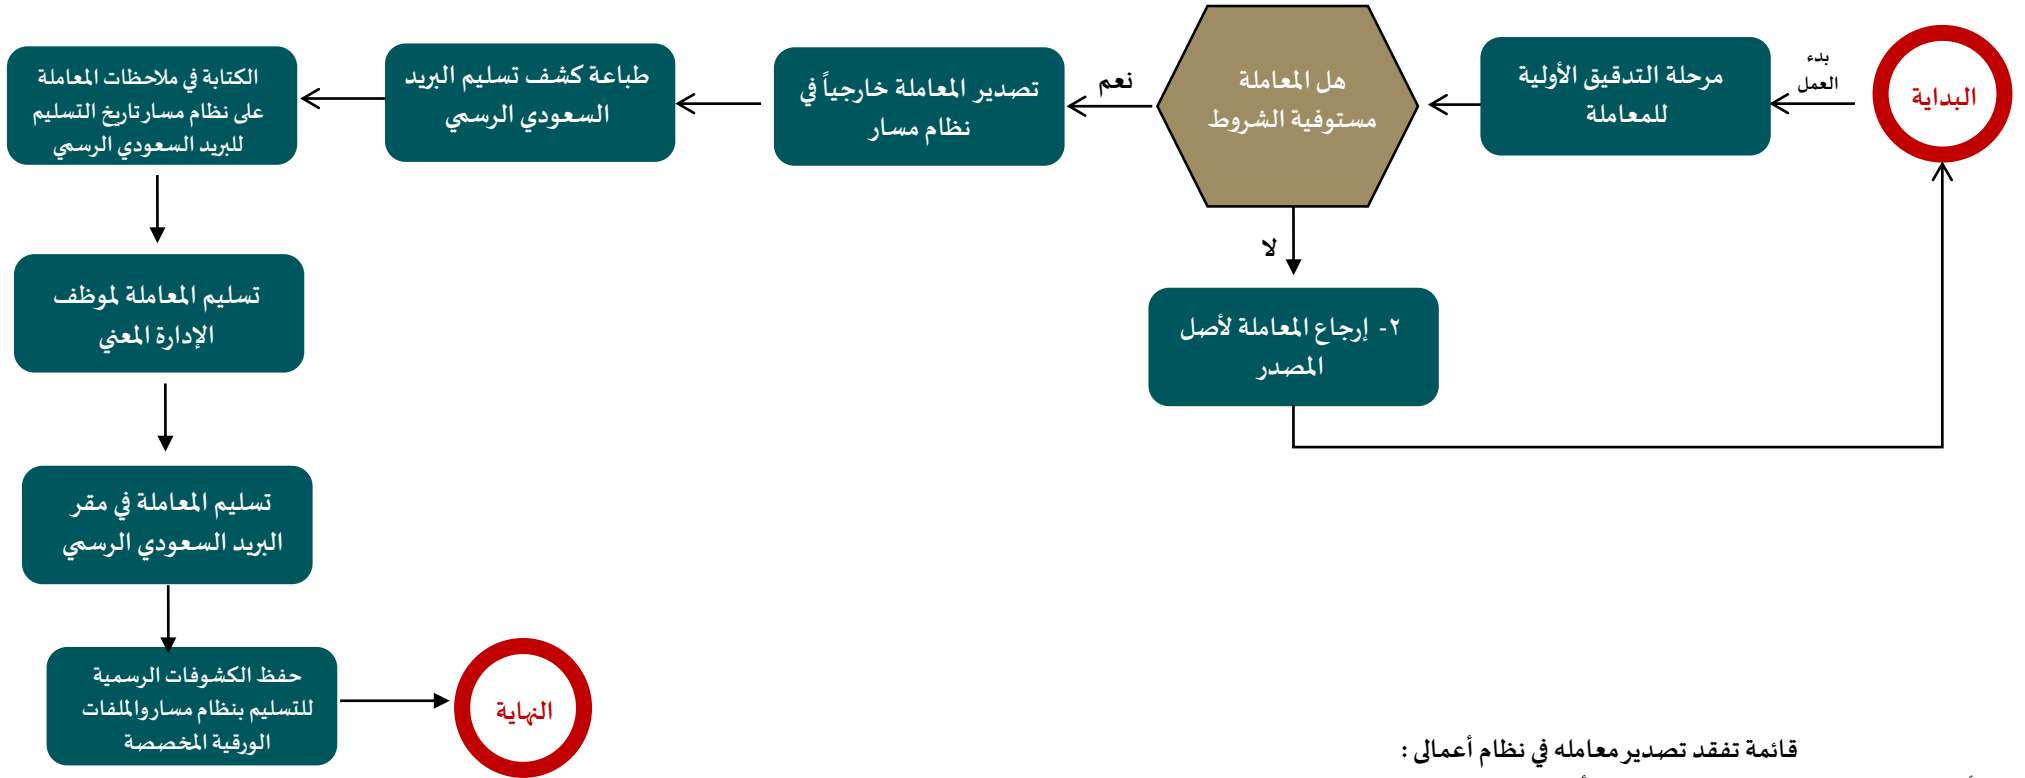 البداية
بدء
العمل
مرحلة التدقيق الأولية
للمعاملة
هل المعاملة
مستوفية الشروط
نعم
تصدير المعاملة خارجياً في
نظام مسار
طباعة كشف تسليم البريد
السعودي الرسمي
الكتابة في ملاحظات المعاملة
على نظام مسار تاريخ التسليم
للبريد السعودي الرسمي
لا
٢- إرجاع المعاملة لأصل
المصدر
تسليم المعاملة لموظف
الإدارة المعني
تسليم المعاملة في مقر
البريد السعودي الرسمي
حفظ الكشوفات الرسمية
للتسليم بنظام مسار والملفات
الورقية المخصصة
النهاية
قائمة تفقد تصدير معامله في نظام أعمالى :